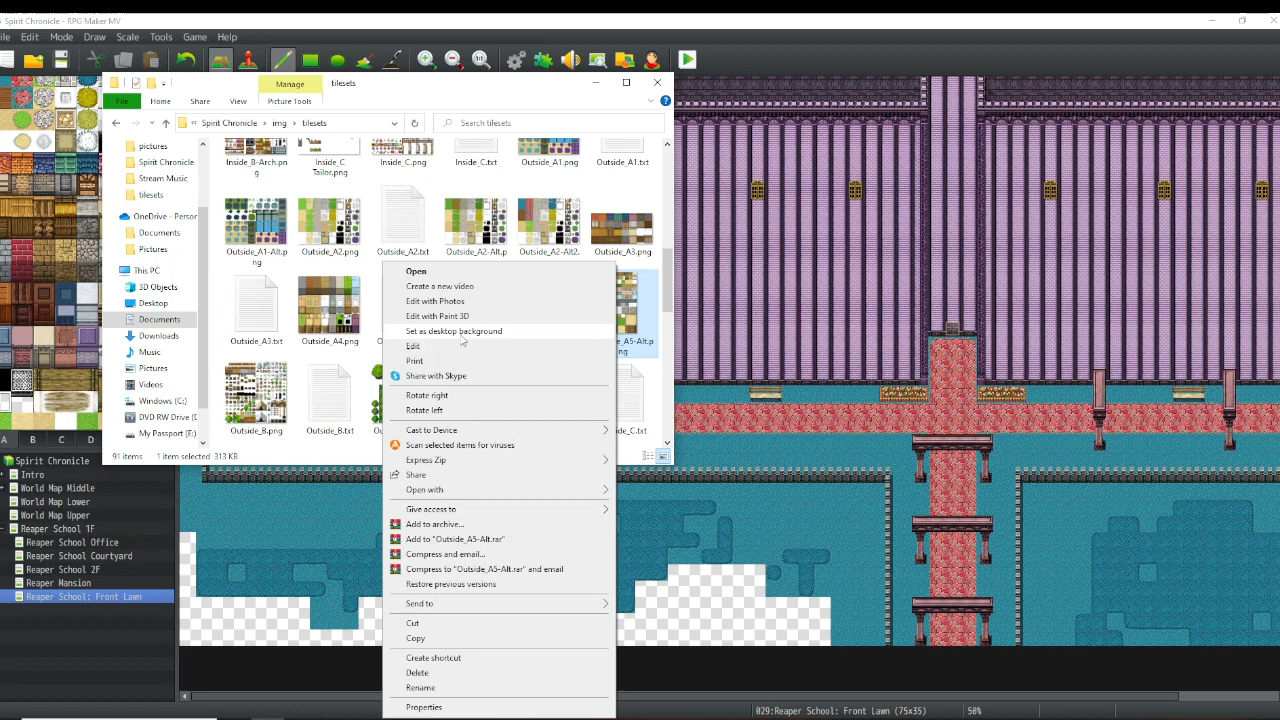 Spirit Chronicle - RPG Maker MV
ile Edit Mode Draw Scale Tools Game Help
Manage tilesets
File Home Share View Picture Tools
« Spirit Chronicle > img > tilesets
Search tilesets
pictures
Spirit Chronicle
Stream Music
tilesets
OneDrive - Person
Documents
Pictures
This PC
3D Objects
Desktop
Documents
Downloads
Music
Pictures
Videos
Windows (C:)
DVD RW Drive (D
My Passport (E:)
Inside_B-Arch.pn
g
Inside_C
Tailor.png
Inside_C.png
Inside_C.txt
Outside_A1.png
Outside_A1.txt
Outside_A1-Alt.pn
g
Outside_A2.png
Outside_A2.txt
Outside_A2-Alt.p
Outside_A2-Alt2.
Outside_A3.png
Outside_A3.txt
Outside_A4.png
_A5-Alt.p
ng
Outside_B.png
Outside_B.txt
Ou
_C.txt
91 items 1 item selected 313 KB
Open
Create a new video
Edit with Photos
Edit with Paint 3D
Set as desktop background
Edit
Print
Share with Skype
Rotate right
Rotate left
Cast to Device
Scan selected items for viruses
Express Zip
Share
Open with
Give access to
Add to archive...
Add to "Outside_A5-Alt.rar"
Compress and email...
Compress to "Outside_A5-Alt.rar" and email
Restore previous versions
Send to
Cut
Copy
Create shortcut
Delete
Rename
Properties
A B C D
Spirit Chronicle
Intro
World Map Middle
World Map Lower
World Map Upper
Reaper School 1F
Reaper School Office
Reaper School Courtyard
Reaper School 2F
Reaper Mansion
Reaper School: Front Lawn
029:Reaper School: Front Lawn (75x35) 50%